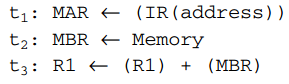 t₁: MAR ← (IR(address))
t₂: MBR ← Memory
t₃: R1 ← (R1) + (MBR)